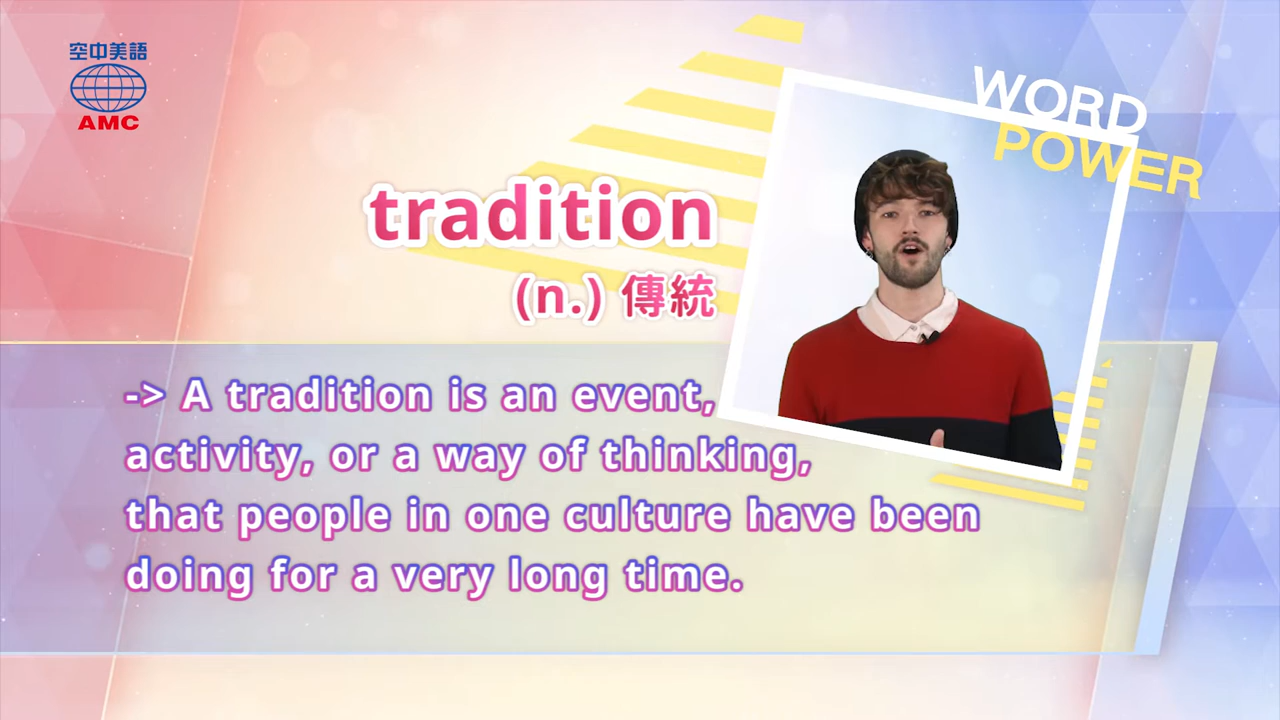 空中美語
AMC
WORD
POWER
tradition
(n.) 傳統
-> A tradition is an event,
activity, or a way of thinking,
that people in one culture have been
doing for a very long time.